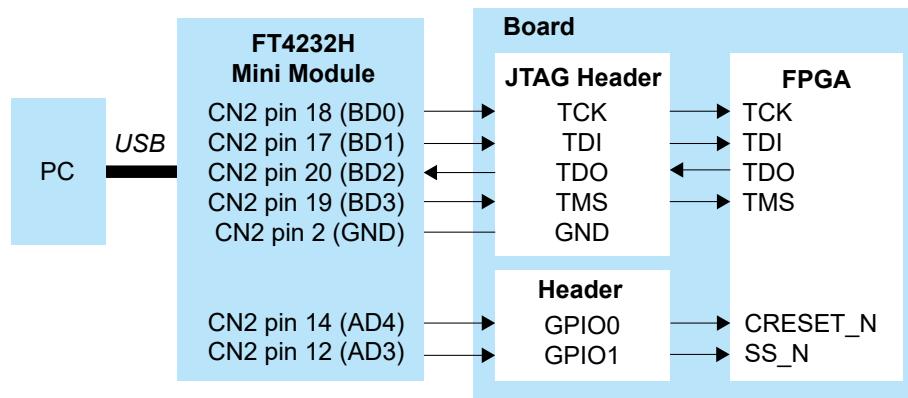 FT4232H
Mini Module
Board
JTAG Header
FPGA
PC
USB
CN2 pin 18 (BD0)
TCK
TCK
CN2 pin 17 (BD1)
TDI
TDI
CN2 pin 20 (BD2)
TDO
TDO
CN2 pin 19 (BD3)
TMS
TMS
CN2 pin 2 (GND)
GND
Header
CN2 pin 14 (AD4)
GPIO0
CRESET_N
CN2 pin 12 (AD3)
GPIO1
SS_N